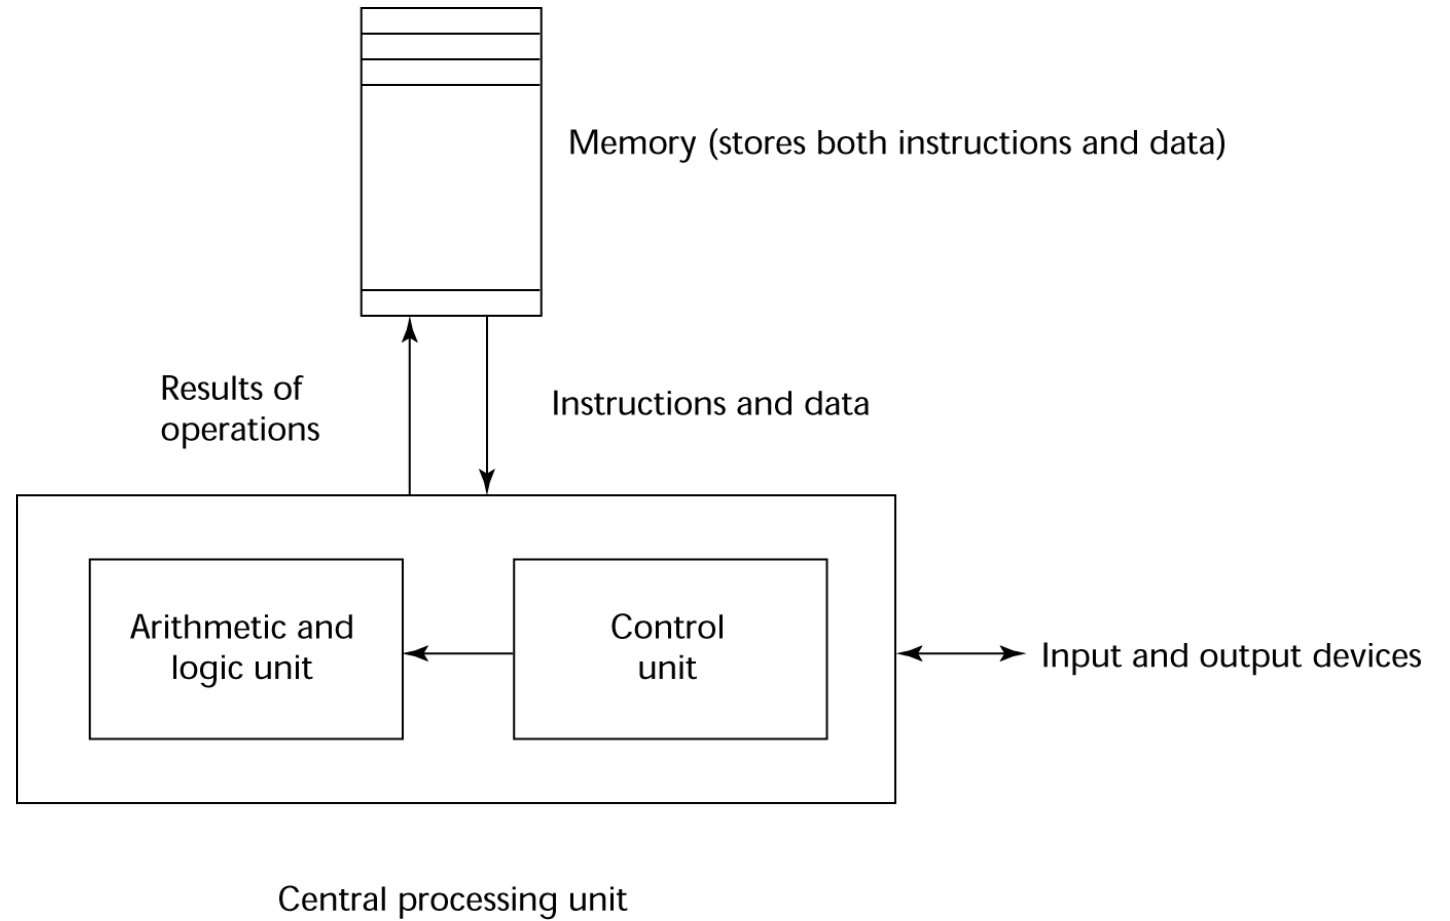 Memory (stores both instructions and data)
Results of
operations
Instructions and data
Arithmetic and
logic unit
Control
unit
Input and output devices
Central processing unit